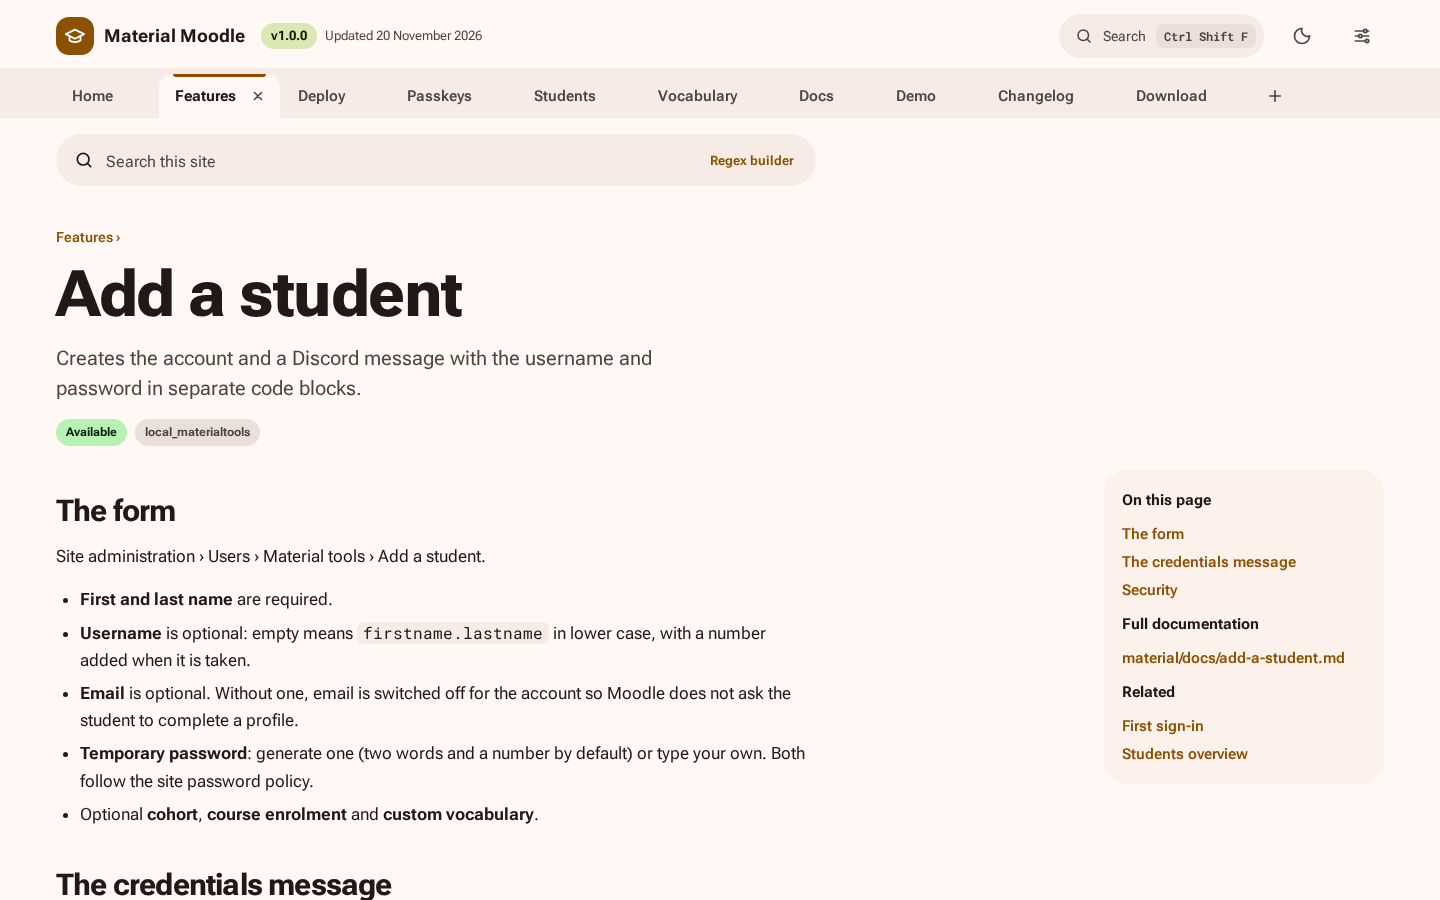 Material Moodle
v1.0.0
Updated 20 November 2026
Search
Ctrl Shift F
Home
Features
Deploy
Passkeys
Students
Vocabulary
Docs
Demo
Changelog
Download
Search this site
Regex builder
Features ›
Add a student
Creates the account and a Discord message with the username and
password in separate code blocks.
Available
local_materialtools
The form
Site administration › Users › Material tools › Add a student.
First and last name are required.
Username is optional: empty means firstname.lastname in lower case, with a number
added when it is taken.
Email is optional. Without one, email is switched off for the account so Moodle does not ask the
student to complete a profile.
Temporary password: generate one (two words and a number by default) or type your own. Both
follow the site password policy.
Optional cohort, course enrolment and custom vocabulary.
The credentials message
On this page
The form
The credentials message
Security
Full documentation
material/docs/add-a-student.md
Related
First sign-in
Students overview